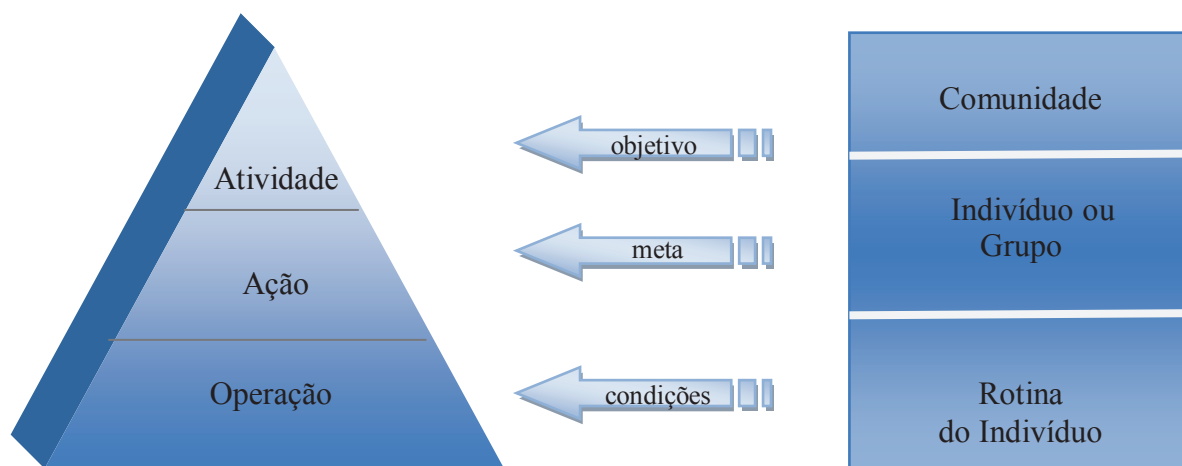 Atividade
objetivo
Comunidade
Ação
meta
Indivíduo ou
Grupo
Operação
condições
Rotina
do Indivíduo